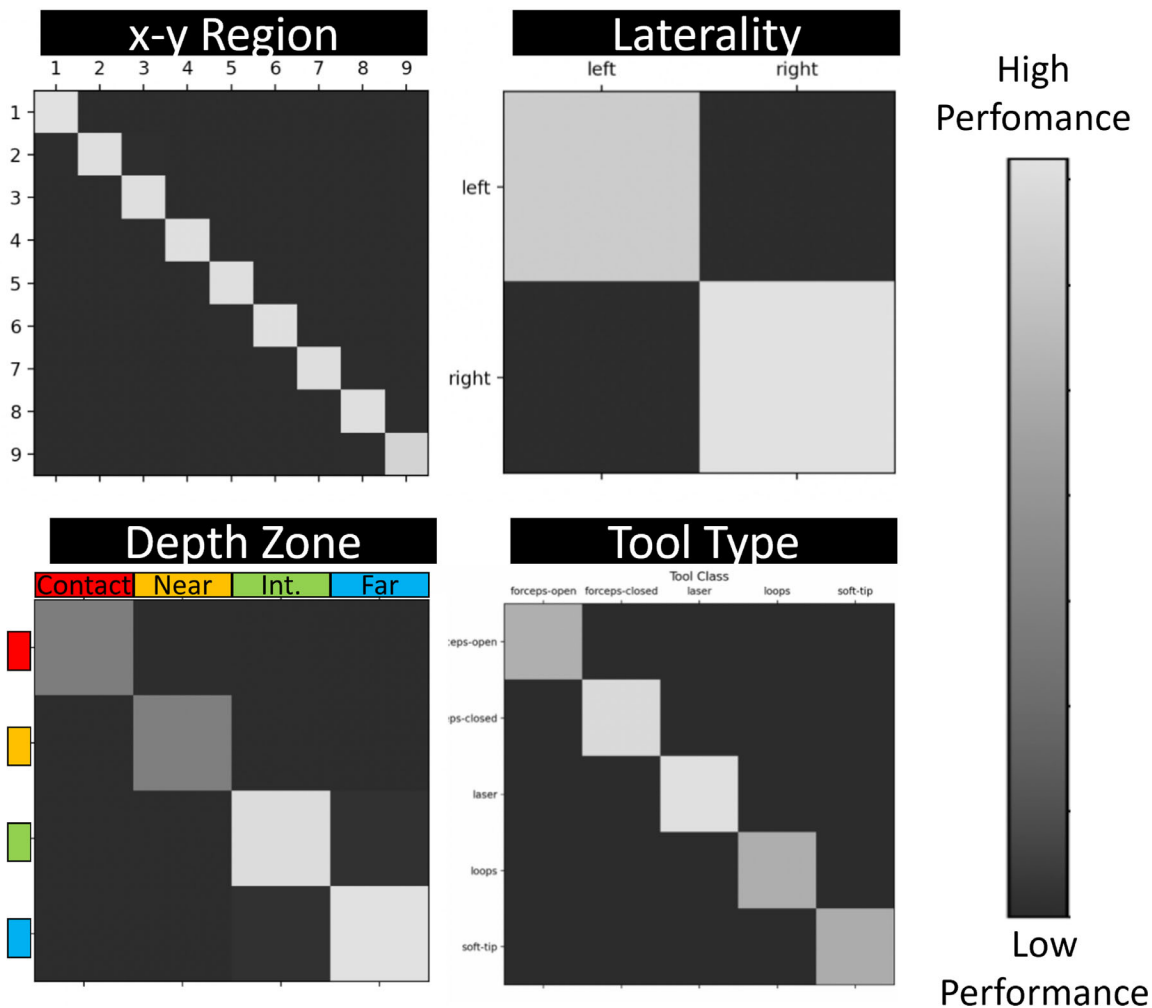 x-y Region
1 2 3 4 5 6 7 8 9
1
2
3
4
5
6
7
8
9
Laterality
left right
left
right
High
Perfomance
Low
Performance
Depth Zone
Contact Near Int. Far
Tool Type
Tool Class
forceps-open forceps-closed laser loops soft-tip
ceps-open
ps-closed
laser
loops
soft-tip